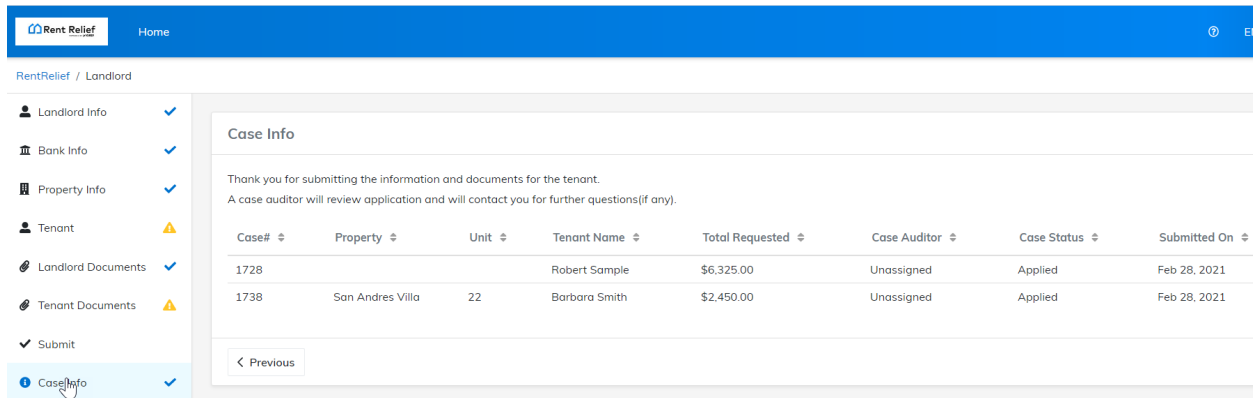 Rent Relief
Home
RentRelief / Landlord
Landlord Info
Bank Info
Property Info
Tenant
Landlord Documents
Tenant Documents
Submit
Case Info
Case Info
Thank you for submitting the information and documents for the tenant.
A case auditor will review application and will contact you for further questions(if any).
Case# Property Unit Tenant Name Total Requested Case Auditor Case Status Submitted On
1728 Robert Sample $6,325.00 Unassigned Applied Feb 28, 2021
1738 San Andres Villa 22 Barbara Smith $2,450.00 Unassigned Applied Feb 28, 2021
< Previous